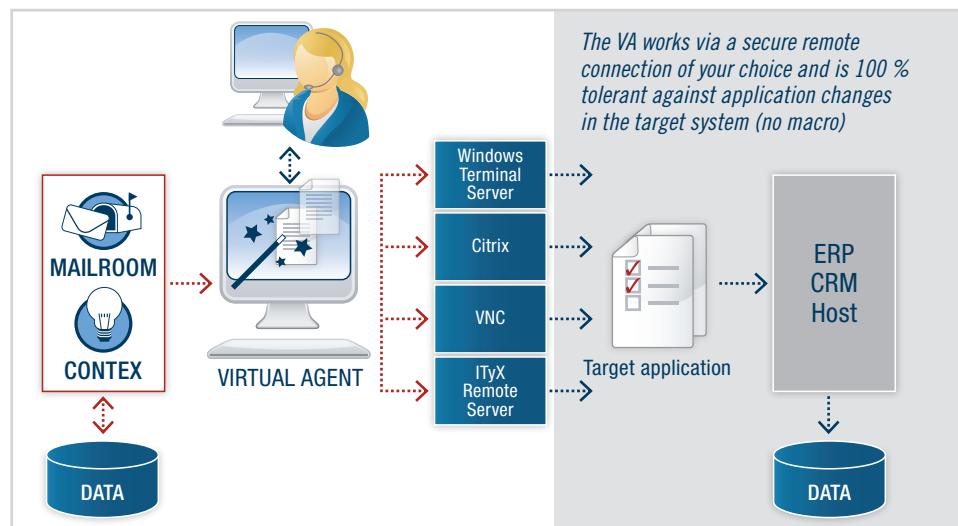 The VA works via a secure remote
connection of your choice and is 100 %
tolerant against application changes
in the target system (no macro)
MAILROOM
CONTEX
DATA
VIRTUAL AGENT
Windows
Terminal
Server
Citrix
VNC
ITyX
Remote
Server
Target application
ERP
CRM
Host
DATA